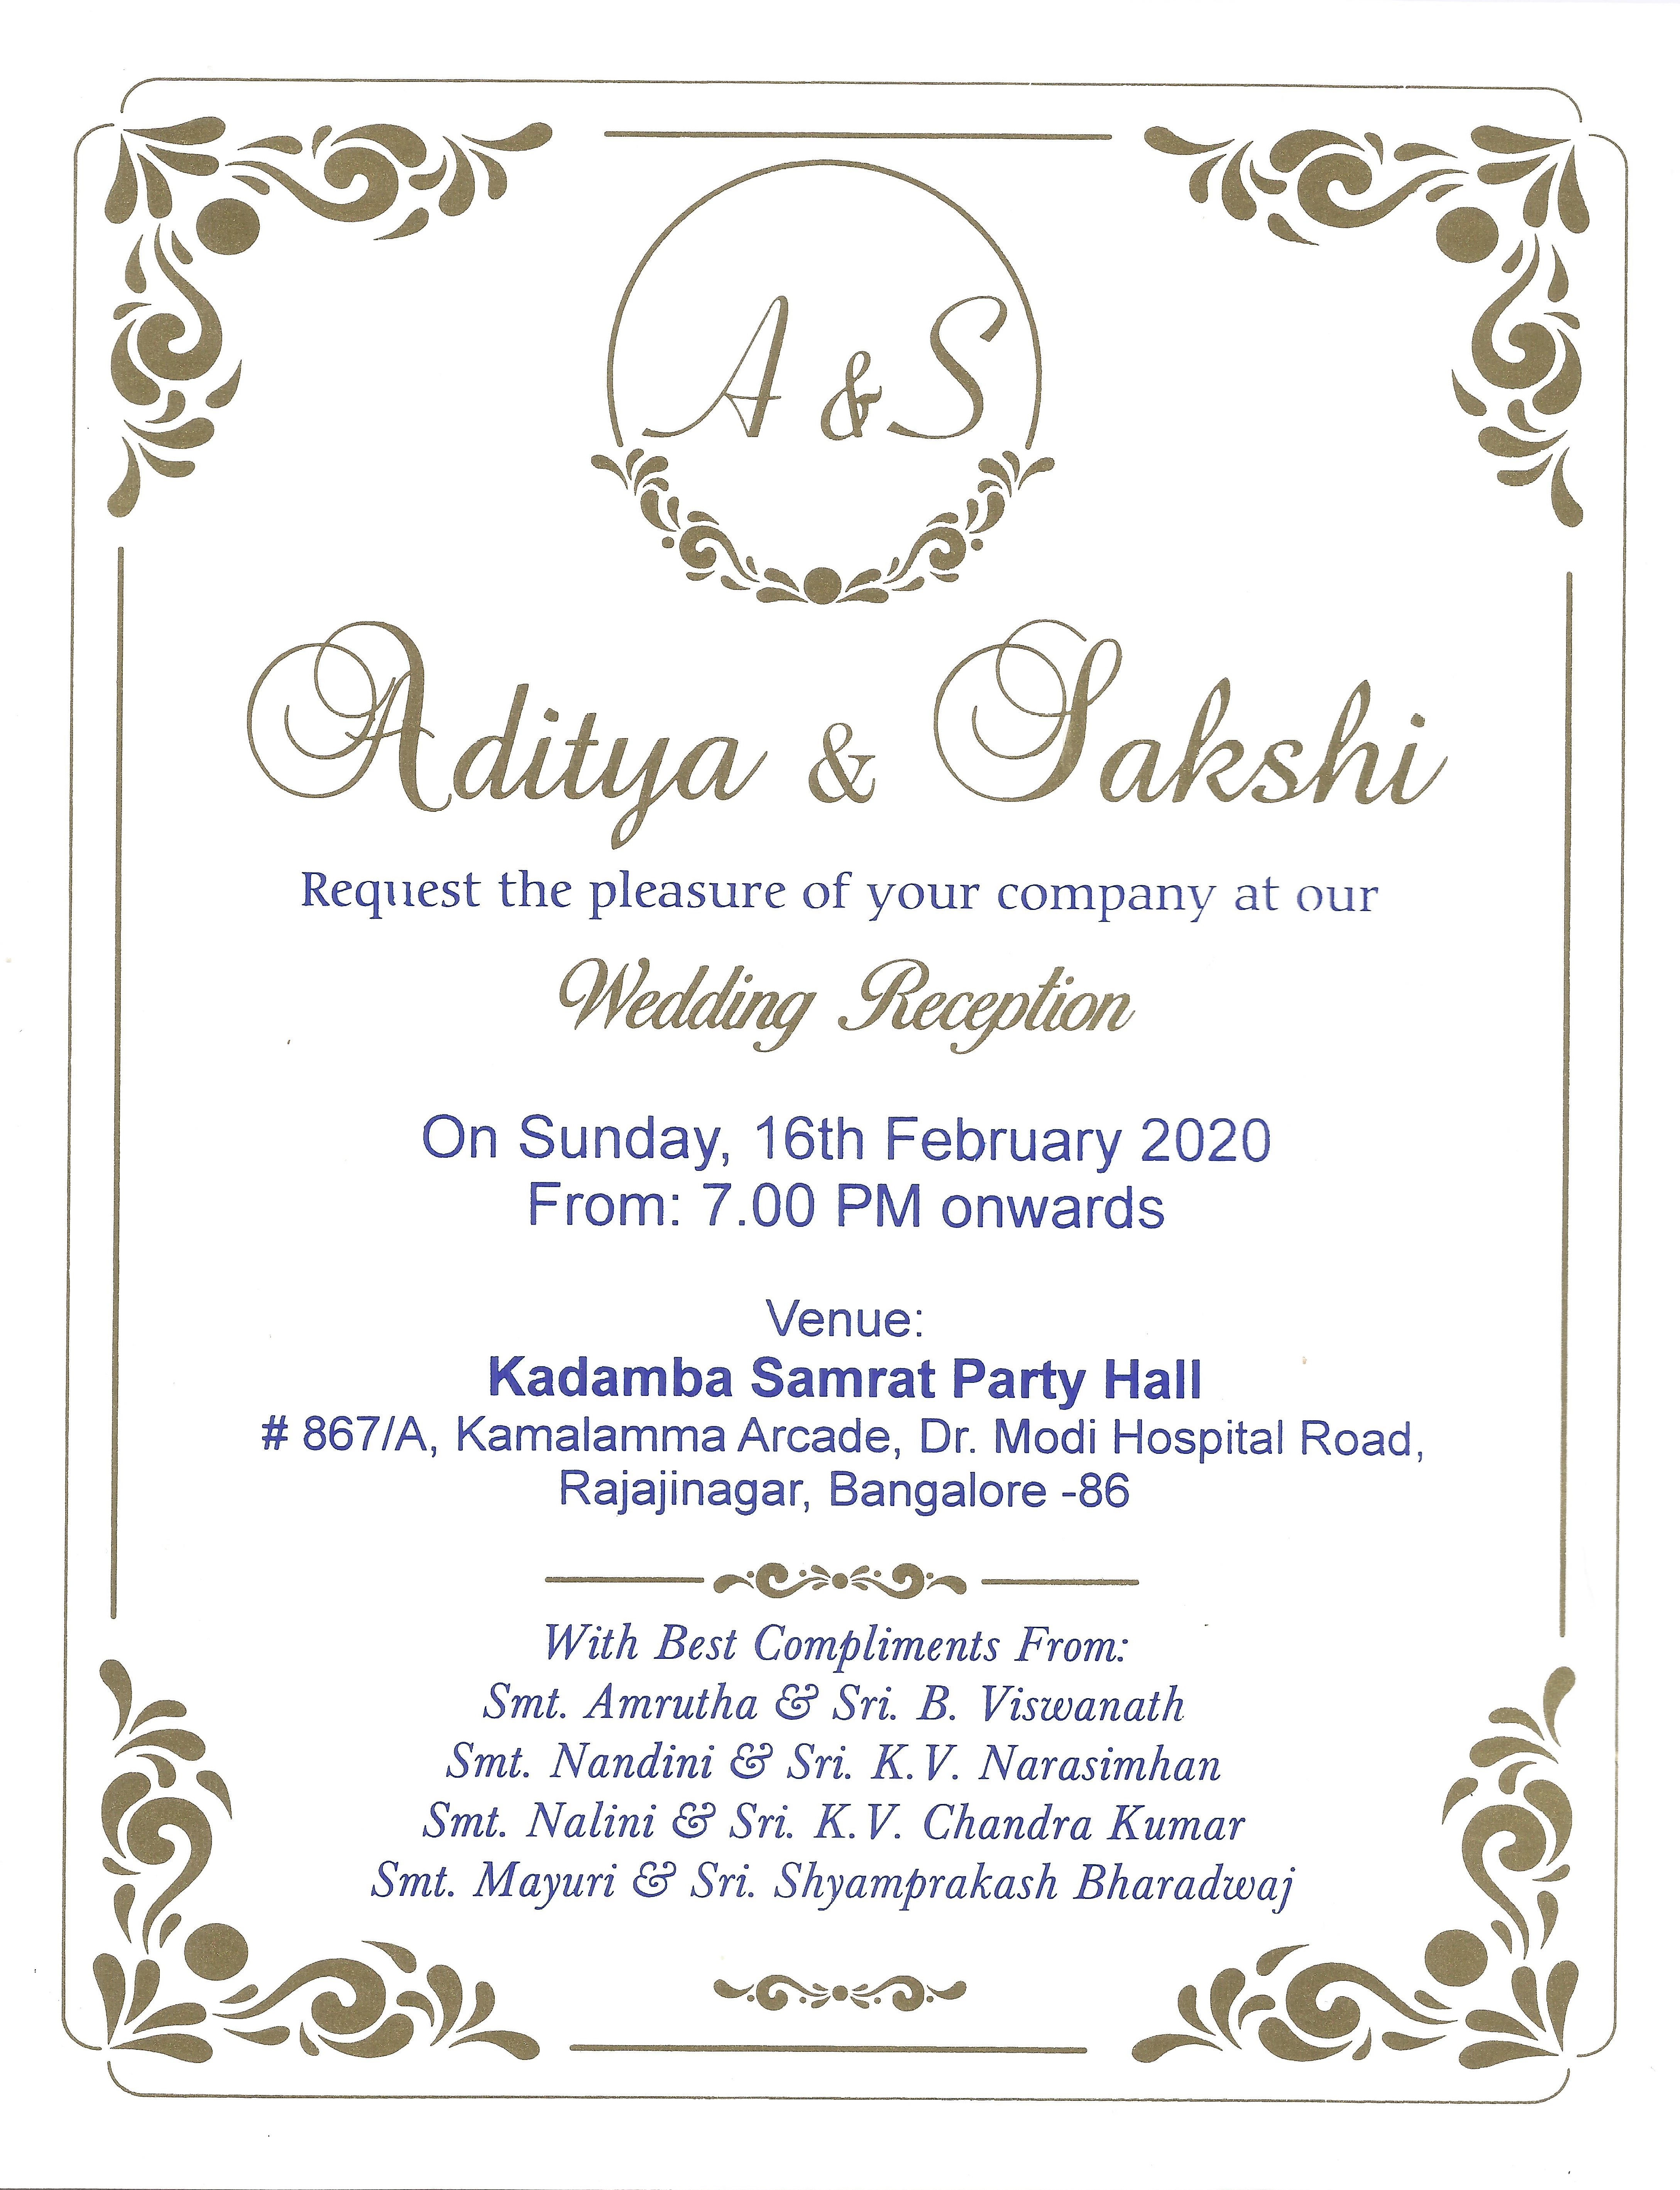 A & S
Aditya & Sakshi
Request the pleasure of your company at our
Wedding Reception
On Sunday, 16th February 2020
From: 7.00 PM onwards
Venue:
Kadamba Samrat Party Hall
# 867/A, Kamalamma Arcade, Dr. Modi Hospital Road,
Rajajinagar, Bangalore -86
With Best Compliments From:
Smt. Amrutha & Sri. B. Viswanath
Smt. Nandini & Sri. K.V. Narasimhan
Smt. Nalini & Sri. K.V. Chandra Kumar
Smt. Mayuri & Sri. Shyamprakash Bharadwaj